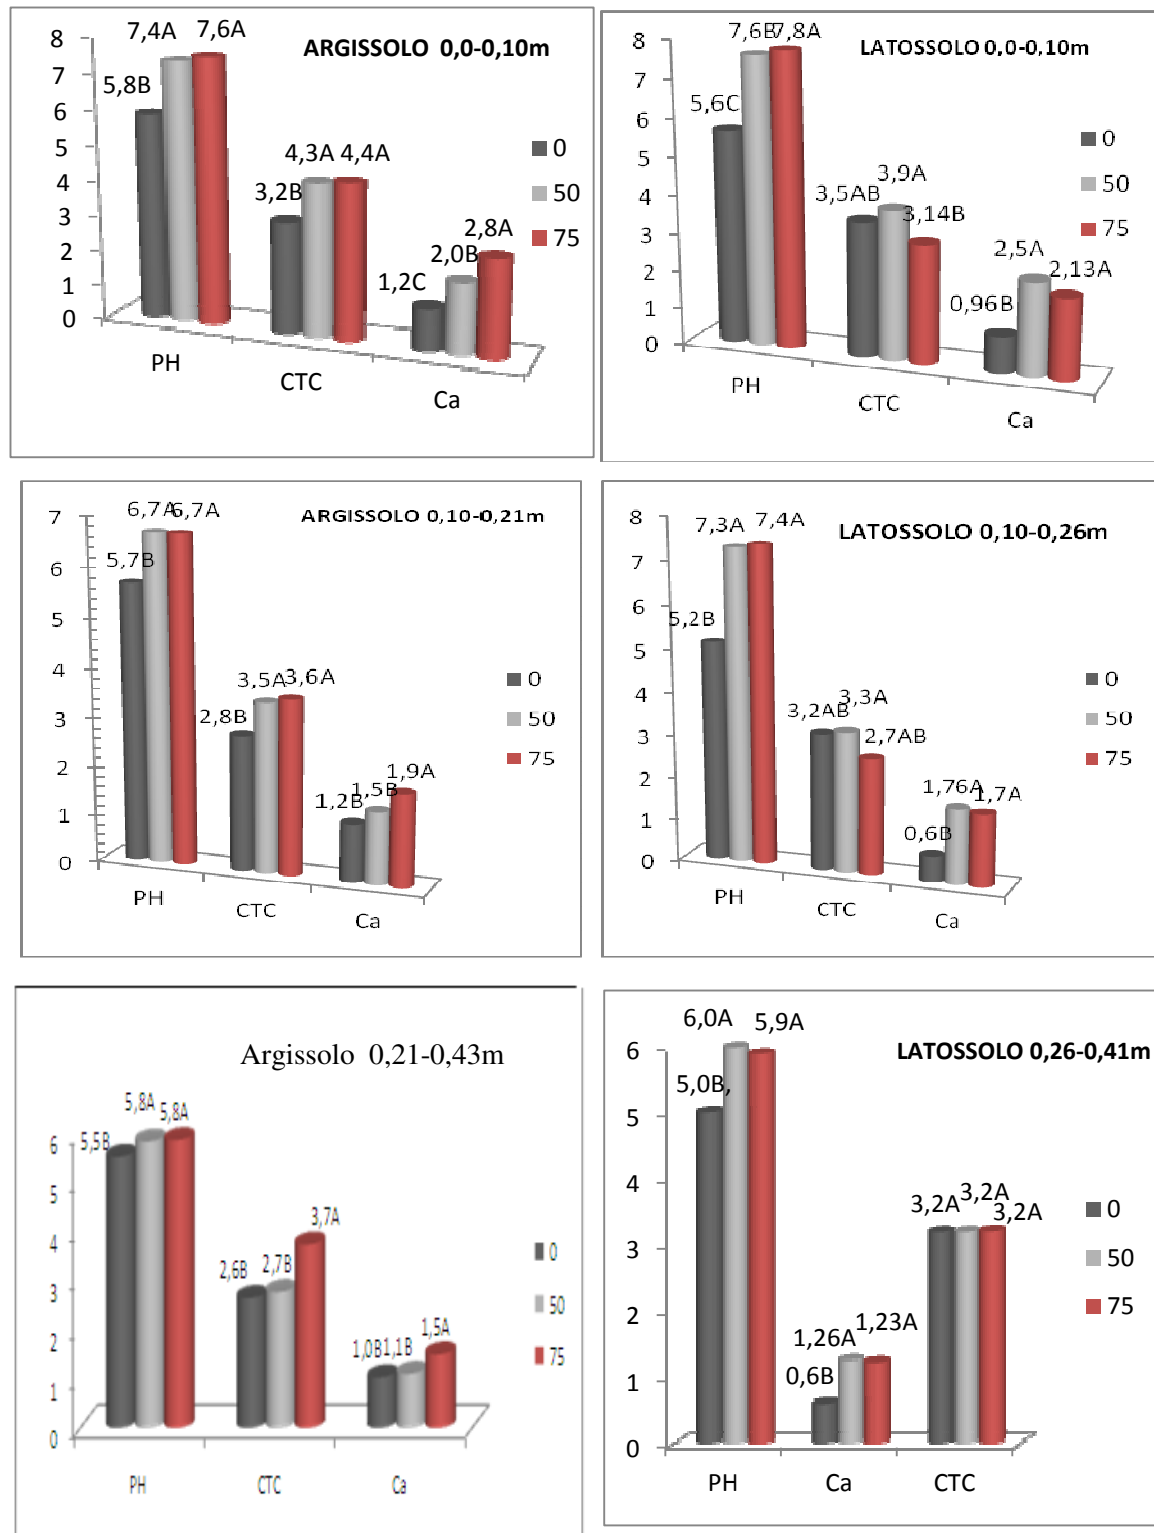 ARGISSOLO 0,0-0,10m
8
7
6
5
4
3
2
1
0
5,8B
7,4A
7,6A
3,2B
4,3A
4,4A
1,2C
2,0B
2,8A
PH
CTC
Ca
0
50
75
LATOSSOLO 0,0-0,10m
8
7
6
5
4
3
2
1
0
5,6C
7,6B
7,8A
3,5AB
3,9A
3,14B
0,96B
2,5A
2,13A
PH
CTC
Ca
0
50
75
ARGISSOLO 0,10-0,21m
7
6
5
4
3
2
1
0
5,7B
6,7A
6,7A
2,8B
3,5A
3,6A
1,2B
1,5B
1,9A
PH
CTC
Ca
0
50
75
LATOSSOLO 0,10-0,26m
8
7
6
5
4
3
2
1
0
5,2B
7,3A
7,4A
3,2AB
3,3A
2,7AB
0,6B
1,76A
1,7A
PH
CTC
Ca
0
50
75
Argissolo 0,21-0,43m
6
5
4
3
2
1
0
5,5B
5,8A
5,8A
2,6B
2,7B
3,7A
1,0B
1,1B
1,5A
PH
CTC
Ca
0
50
75
LATOSSOLO 0,26-0,41m
6
5
4
3
2
1
0
5,0B,
6,0A
5,9A
0,6B
1,26A
1,23A
3,2A
3,2A
3,2A
PH
Ca
CTC
0
50
75